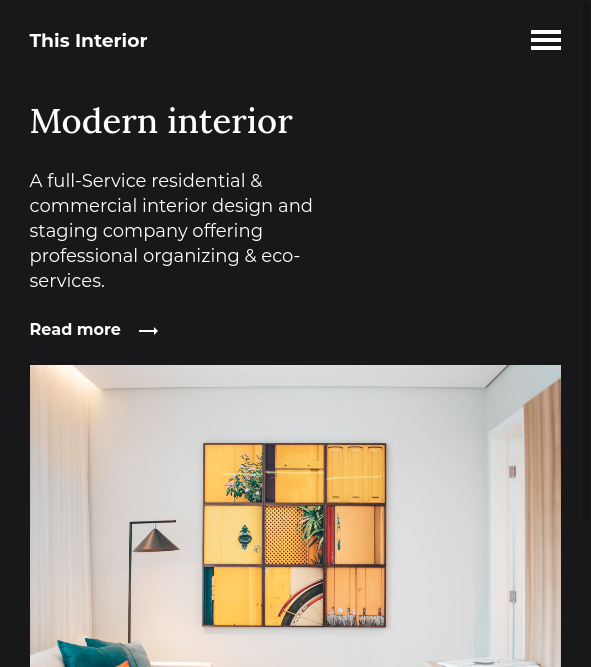 This Interior
Modern interior
A full-Service residential &
commercial interior design and
staging company offering
professional organizing & eco-
services.
Read more